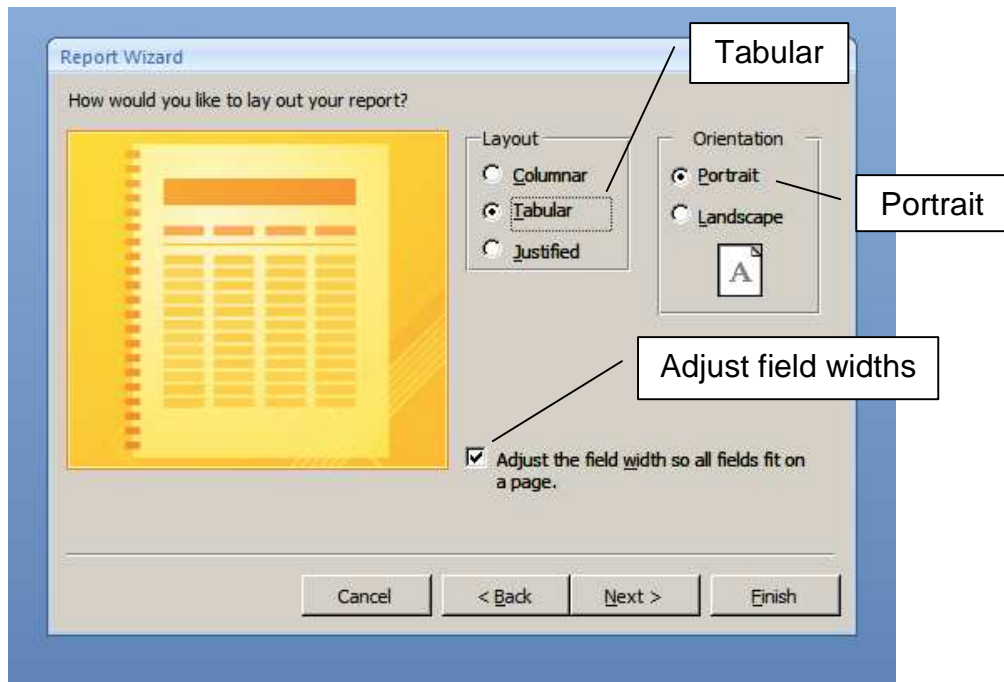 Tabular
Report Wizard
How would you like to lay out your report?
Layout
Orientation
Columnar
Portrait
Tabular
Landscape
Justified
A
Portrait
Adjust field widths
Adjust the field width so all fields fit on
a page.
Cancel
< Back
Next >
Finish